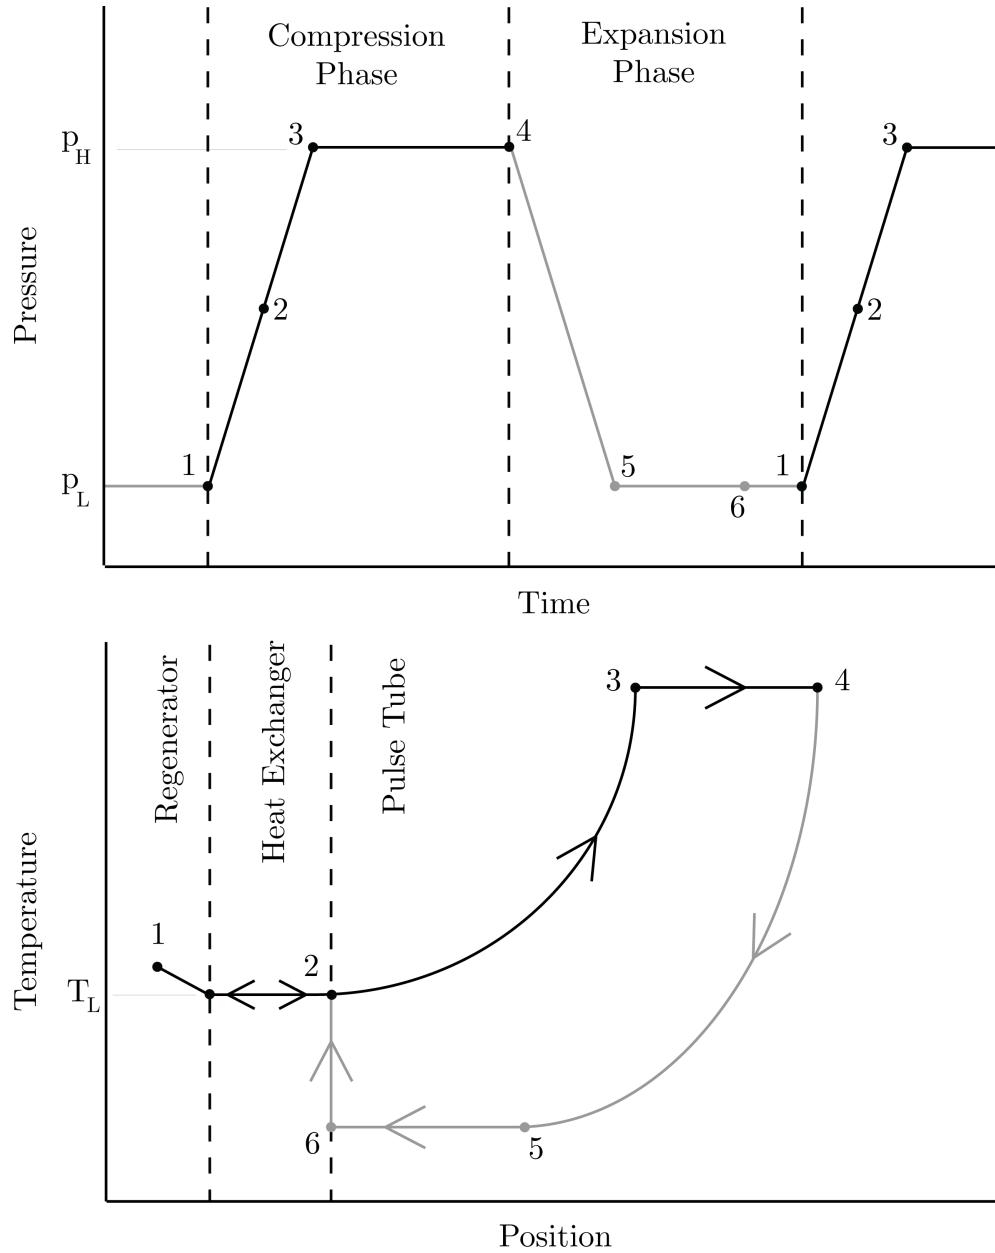 Compression
Phase
Expansion
Phase
p_H
3
4
3
Pressure
2
2
1
5
1
p_L
6
Time
Regenerator
Heat Exchanger
Pulse Tube
3
4
Temperature
1
2
T_L
6
5
Position